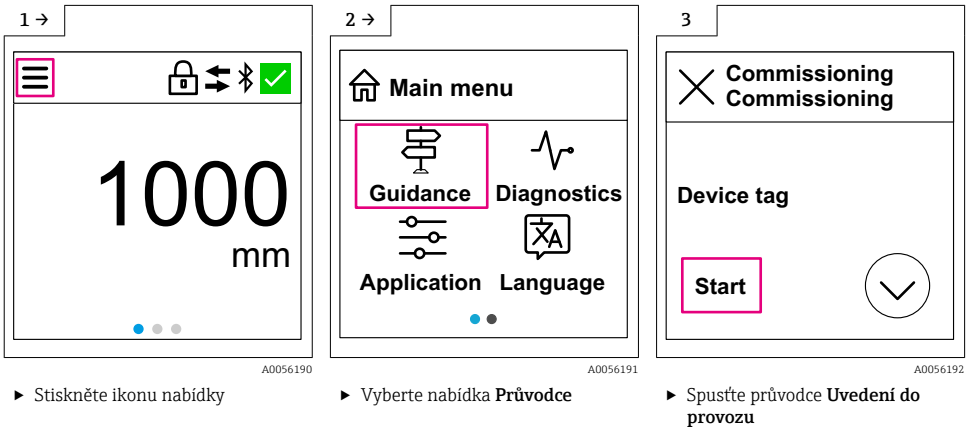 1 →
1000
mm
A0056190
▶ Stiskněte ikonu nabídky
2 →
Main menu
Guidance Diagnostics
Application Language
A0056191
▶ Vyberte nabídka Průvodce
3
Commissioning
Commissioning
Device tag
Start
A0056192
▶ Spusťte průvodce Uvedení do
provozu